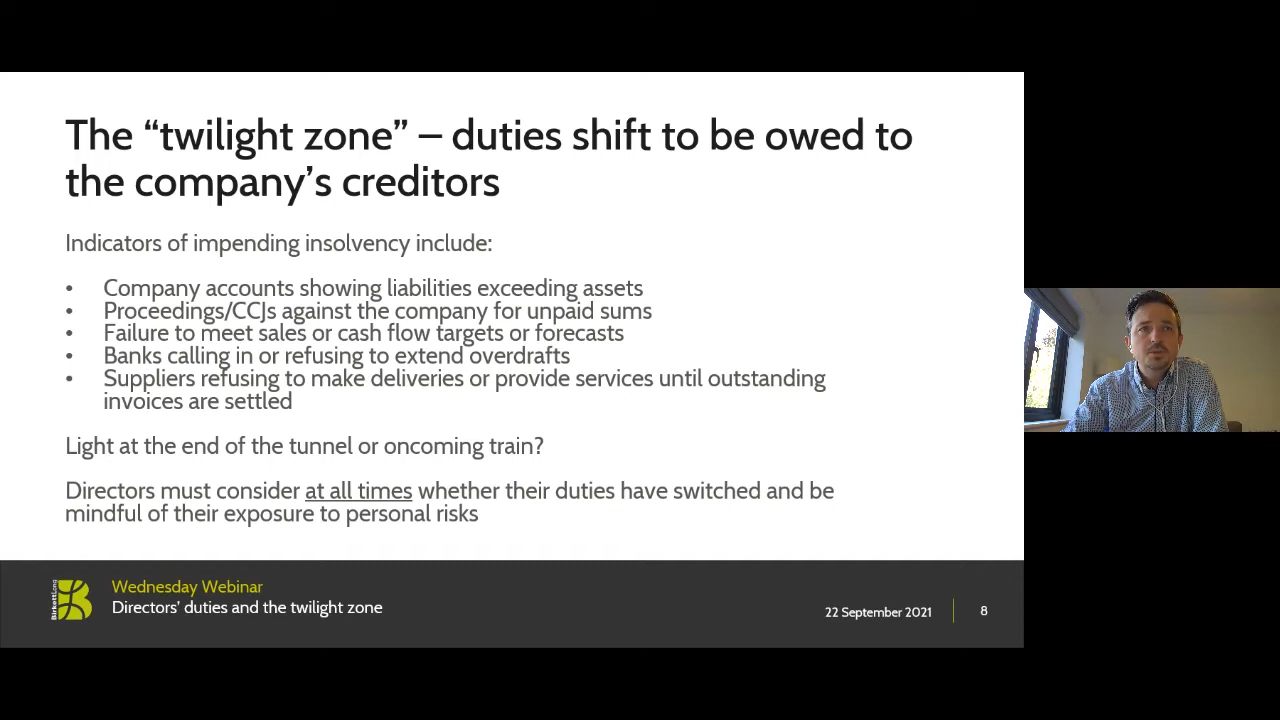 The “twilight zone” – duties shift to be owed to
the company’s creditors
Indicators of impending insolvency include:
• Company accounts showing liabilities exceeding assets
• Proceedings/CCJs against the company for unpaid sums
• Failure to meet sales or cash flow targets or forecasts
• Banks calling in or refusing to extend overdrafts
• Suppliers refusing to make deliveries or provide services until outstanding
invoices are settled
Light at the end of the tunnel or oncoming train?
Directors must consider at all times whether their duties have switched and be
mindful of their exposure to personal risks
BirkettLong
Wednesday Webinar
Directors’ duties and the twilight zone
22 September 2021
8